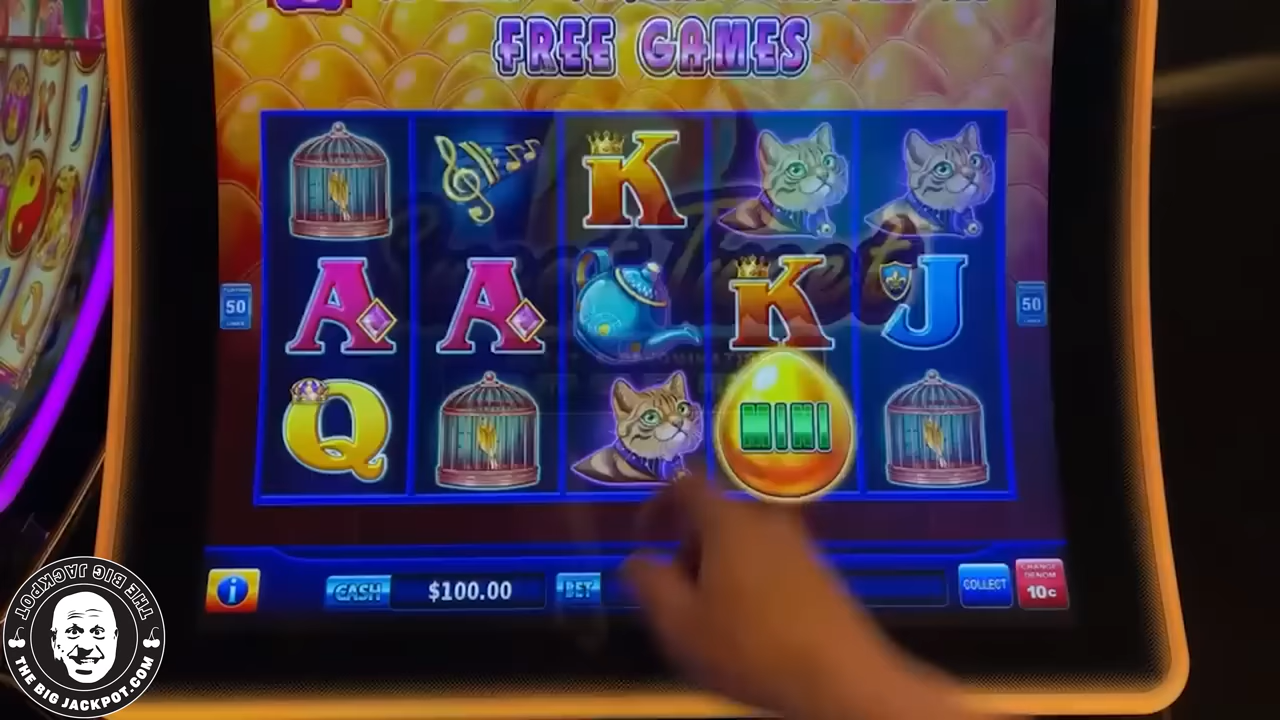 FREE GAMES
K
A
A
K
J
50
50
Q
MINI
i
CASH
$100.00
BET
COLLECT
CHANGE
DENOM
10¢
THE BIG JACKPOT
THE BIG JACKPOT.COM